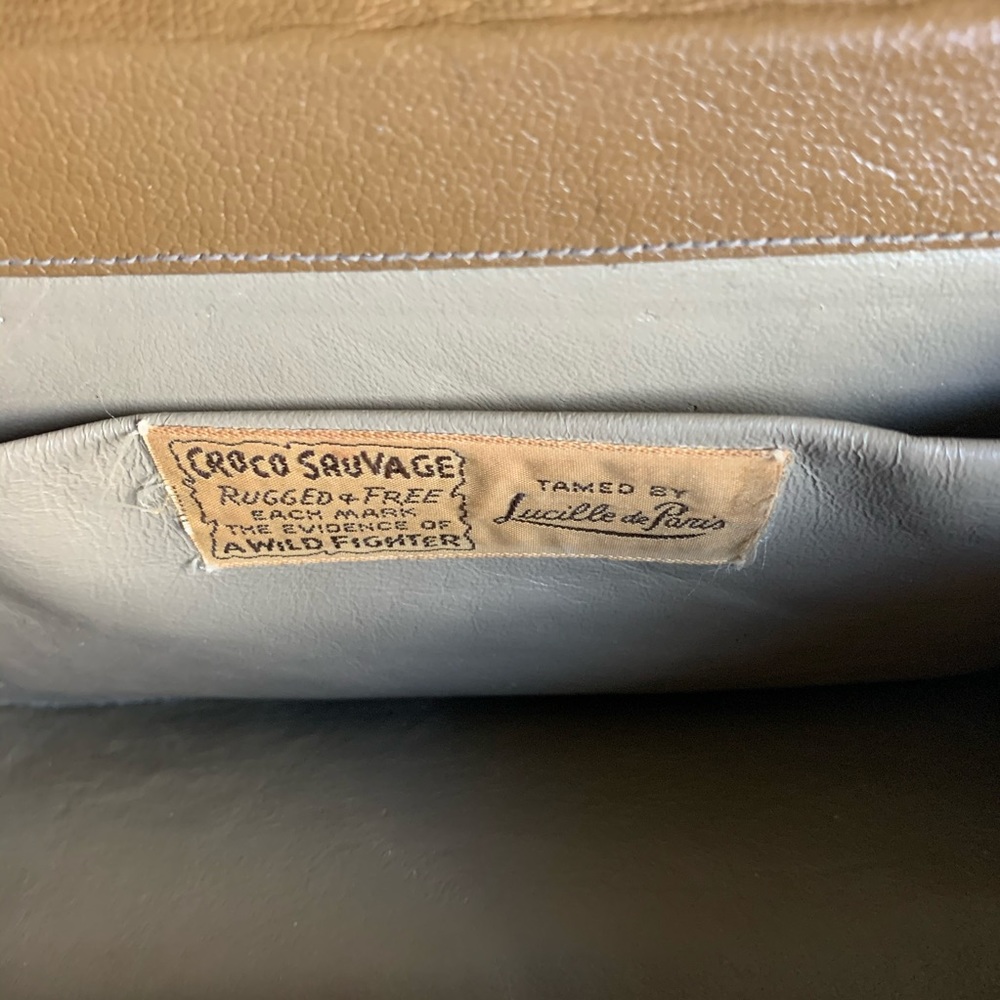 CROCO SAUVAGE
RUGGED & FREE
EACH MARK
THE EVIDENCE OF
A WILD FIGHTER
TAMED BY
Lucille de Paris